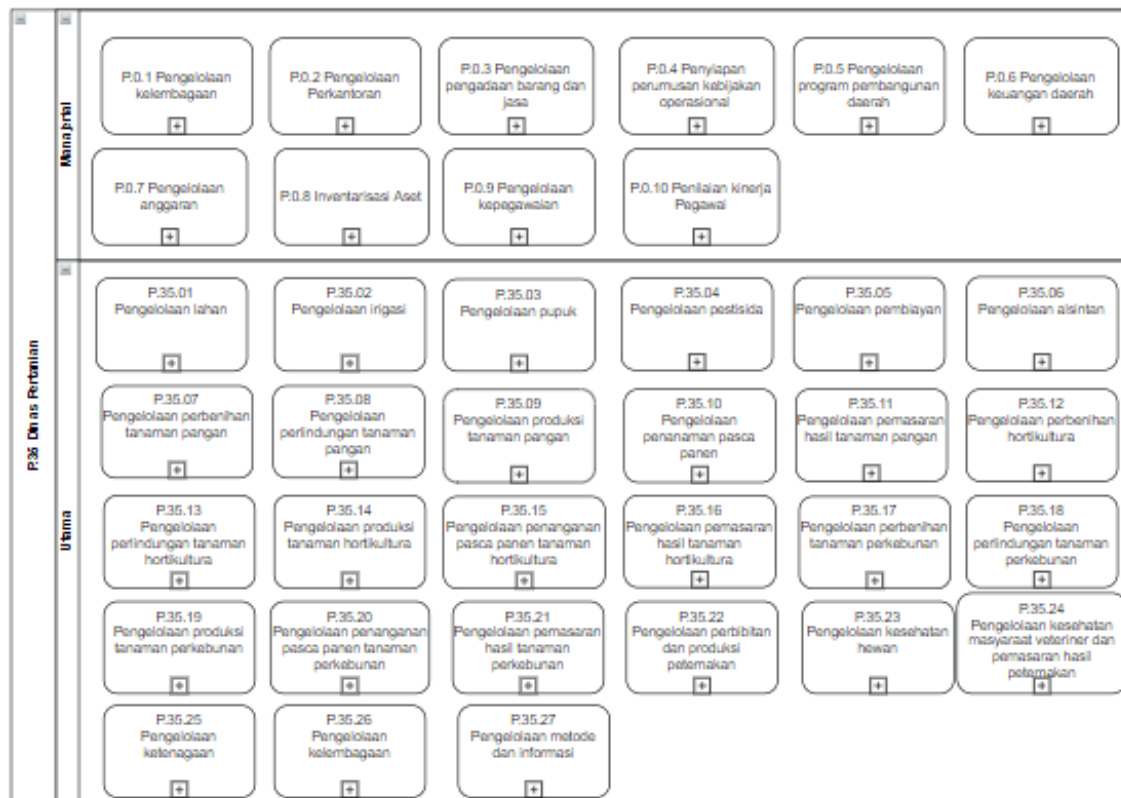 P.36 Dinas Pertanian
Manajerial
P.0.1 Pengelolaan
kelembagaan
P.0.2 Pengelolaan
Perkantoran
P.0.3 Pengelolaan
pengadaan barang dan
jasa
P.0.4 Penyiapan
perumusan kebijakan
operasional
P.0.5 Pengelolaan
program pembangunan
daerah
P.0.6 Pengelolaan
keuangan daerah
P.0.7 Pengelolaan
anggaran
P.0.8 Inventarisasi Aset
P.0.9 Pengelolaan
kepegawaian
P.0.10 Penilaian kinerja
Pegawai
Utama
P.35.01
Pengelolaan lahan
P.35.02
Pengelolaan irigasi
P.35.03
Pengelolaan pupuk
P.35.04
Pengelolaan pestisida
P.35.05
Pengelolaan pembiayan
P.35.06
Pengelolaan alsintan
P.35.07
Pengelolaan perbenihan
tanaman pangan
P.35.08
Pengelolaan
perlindungan tanaman
pangan
P.35.09
Pengelolaan produksi
tanaman pangan
P.35.10
Pengelolaan
penanaman pasca
panen
P.35.11
Pengelolaan pemasaran
hasil tanaman pangan
P.35.12
Pengelolaan perbenihan
hortikultura
P.35.13
Pengelolaan
perlindungan tanaman
hortikultura
P.35.14
Pengelolaan produksi
tanaman hortikultura
P.35.15
Pengelolaan penanganan
pasca panen tanaman
hortikultura
P.35.16
Pengelolaan pemasaran
hasil tanaman
hortikultura
P.35.17
Pengelolaan perbenihan
tanaman perkebunan
P.35.18
Pengelolaan
perlindungan tanaman
perkebunan
P.35.19
Pengelolaan produksi
tanaman perkebunan
P.35.20
Pengelolaan penanganan
pasca panen tanaman
perkebunan
P.35.21
Pengelolaan pemasaran
hasil tanaman
perkebunan
P.35.22
Pengelolaan perbibitan
dan produksi
peternakan
P.35.23
Pengelolaan kesehatan
hewan
P.35.24
Pengelolaan kesehatan
masyaraat veteriner dan
pemasaran hasil
peternakan
P.35.25
Pengelolaan
ketenagaan
P.35.26
Pengelolaan
kelembagaan
P.35.27
Pengelolaan metode
dan informasi